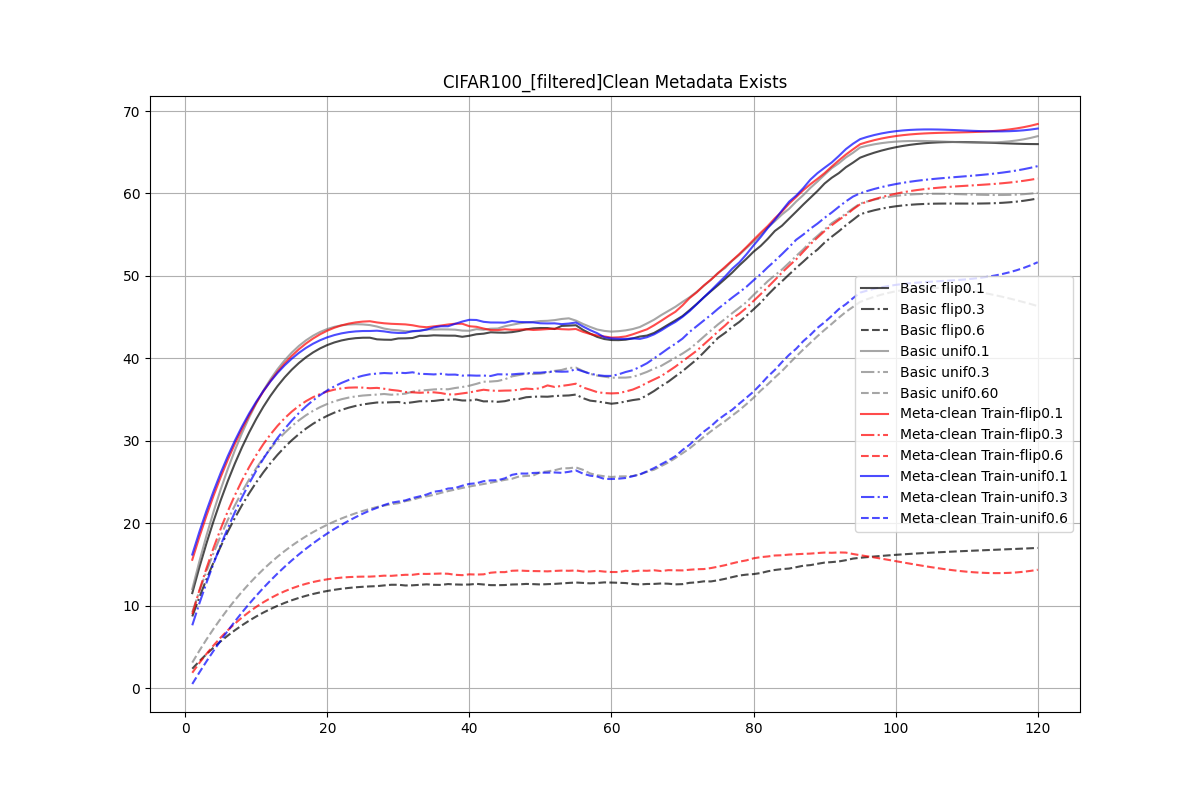 CIFAR100_[filtered]Clean Metadata Exists
70
60
50
40
30
20
10
0
0 20 40 60 80 100 120
Basic flip0.1
Basic flip0.3
Basic flip0.6
Basic unif0.1
Basic unif0.3
Basic unif0.60
Meta-clean Train-flip0.1
Meta-clean Train-flip0.3
Meta-clean Train-flip0.6
Meta-clean Train-unif0.1
Meta-clean Train-unif0.3
Meta-clean Train-unif0.6